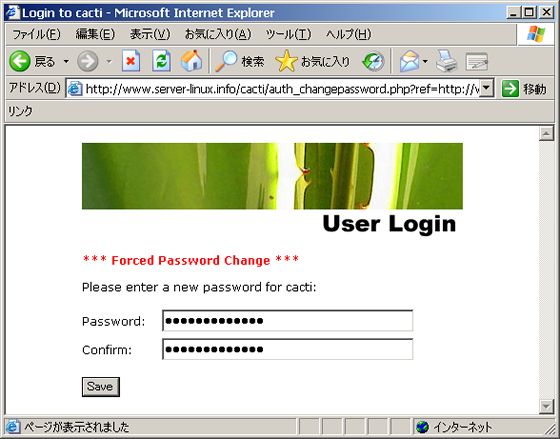 Login to cacti - Microsoft Internet Explorer
ファイル(F) 編集(E) 表示(V) お気に入り(A) ツール(T) ヘルプ(H)
戻る 検索 お気に入り
アドレス(D) http://www.server-linux.info/cacti/auth_changepassword.php?ref=http://v 移動
リンク
User Login
*** Forced Password Change ***
Please enter a new password for cacti:
Password: ●●●●●●●●●●●●●
Confirm: ●●●●●●●●●●●●●
Save
ページが表示されました インターネット